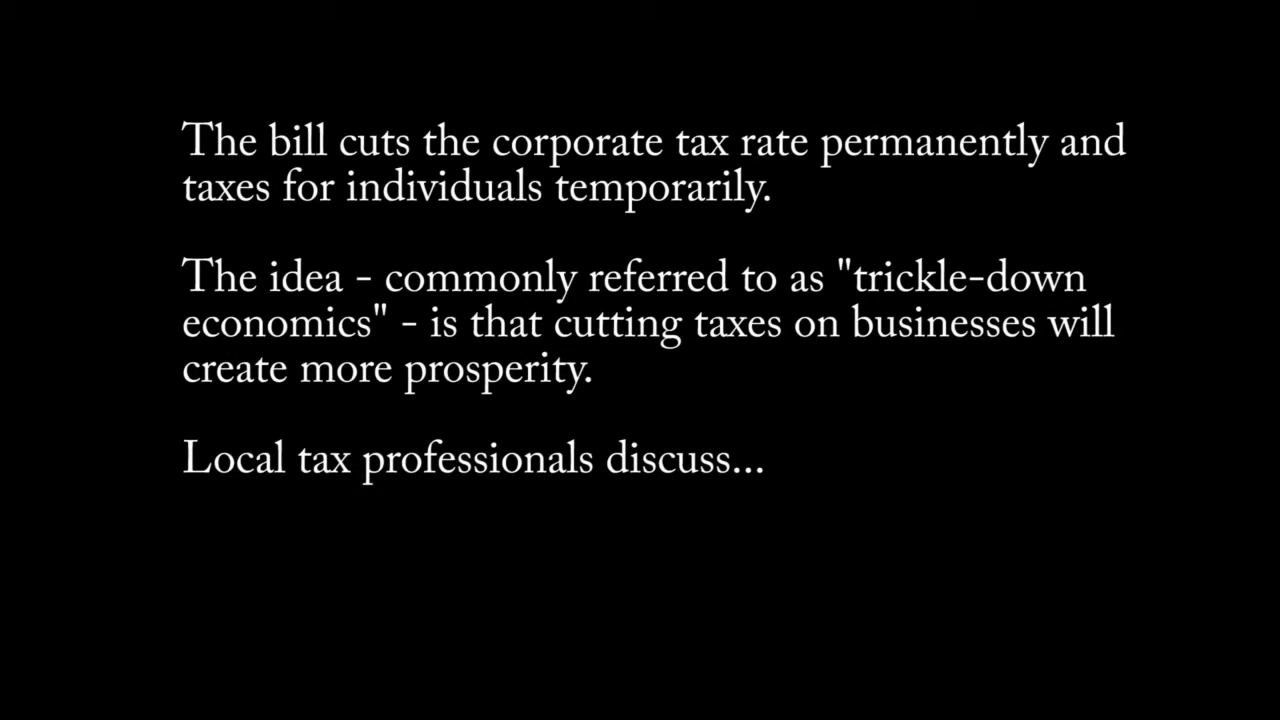 The bill cuts the corporate tax rate permanently and
taxes for individuals temporarily.
The idea - commonly referred to as "trickle-down
economics" - is that cutting taxes on businesses will
create more prosperity.
Local tax professionals discuss...